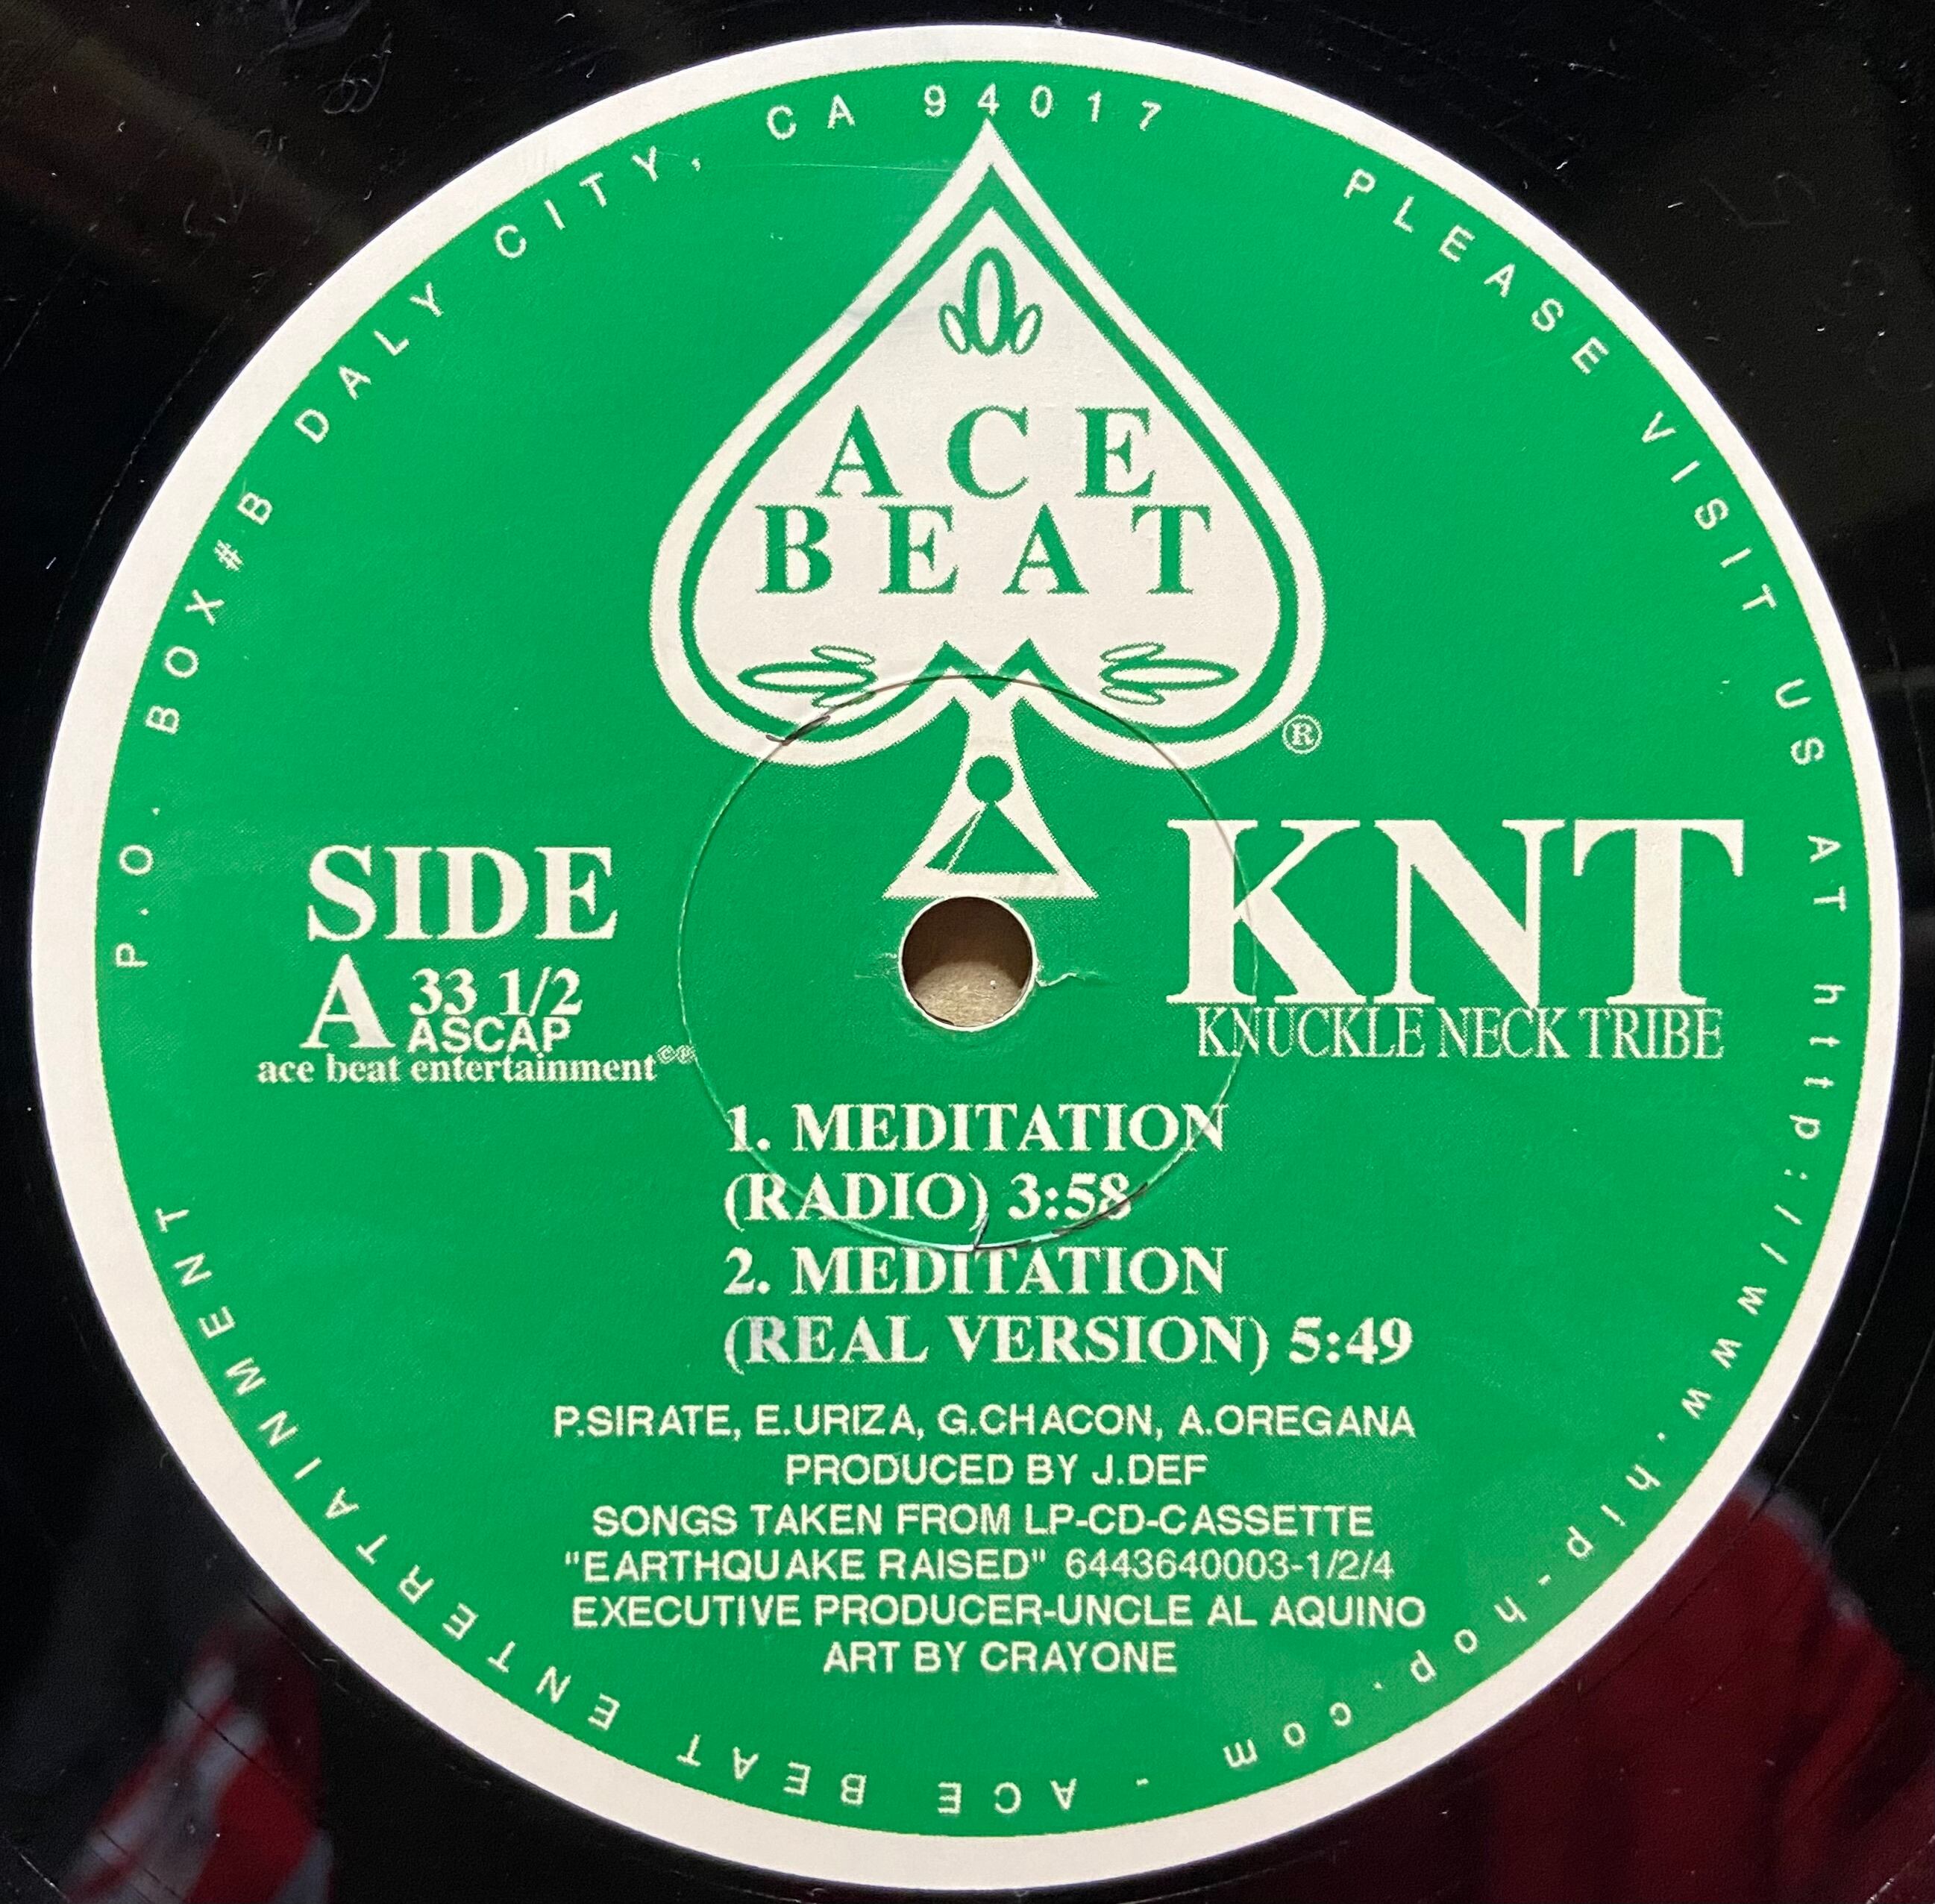 P.O. BOX#B DALY CITY, CA 94017 PLEASE VISIT US AT http://www.hip-hop.com - ACE BEAT ENTERTAINMENT
ACE
BEAT
®
SIDE
A 33 1/2
ASCAP
ace beat entertainment
KNT
KNUCKLE NECK TRIBE
1. MEDITATION
(RADIO) 3:58
2. MEDITATION
(REAL VERSION) 5:49
P.SIRATE, E.URIZA, G.CHACON, A.OREGANA
PRODUCED BY J.DEF
SONGS TAKEN FROM LP-CD-CASSETTE
"EARTHQUAKE RAISED" 6443640003-1/2/4
EXECUTIVE PRODUCER-UNCLE AL AQUINO
ART BY CRAYONE